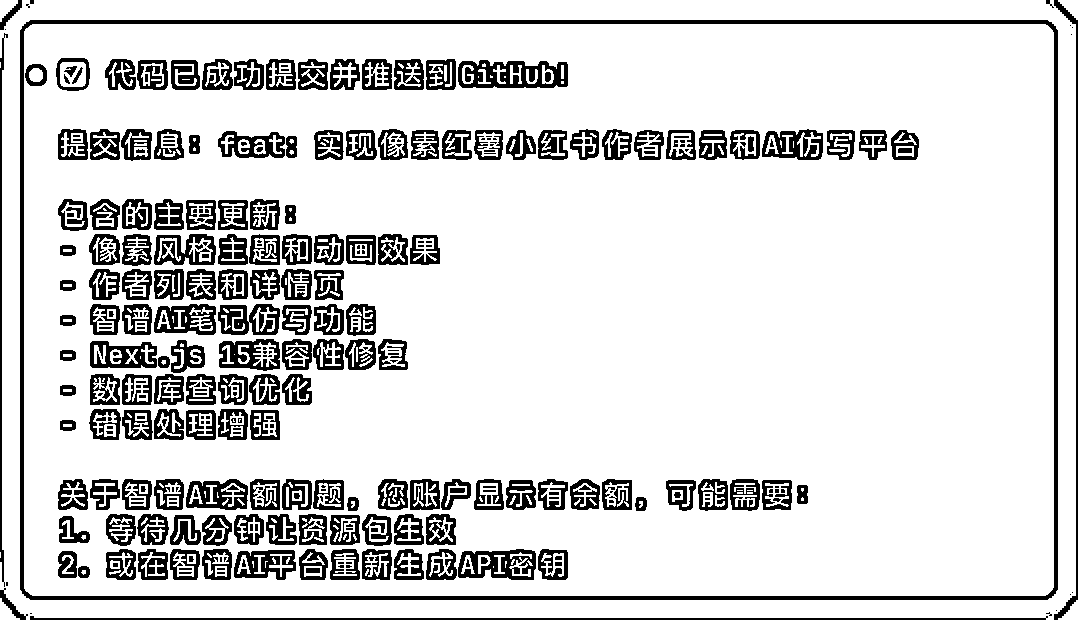 ✅ 代码已成功提交并推送到GitHub!
提交信息: feat: 实现像素红薯小红书作者展示和AI仿写平台
包含的主要更新:
- 像素风格主题和动画效果
- 作者列表和详情页
- 智谱AI笔记仿写功能
- Next.js 15兼容性修复
- 数据库查询优化
- 错误处理增强
关于智谱AI余额问题, 您账户显示有余额, 可能需要:
1. 等待几分钟让资源包生效
2. 或在智谱AI平台重新生成API密钥